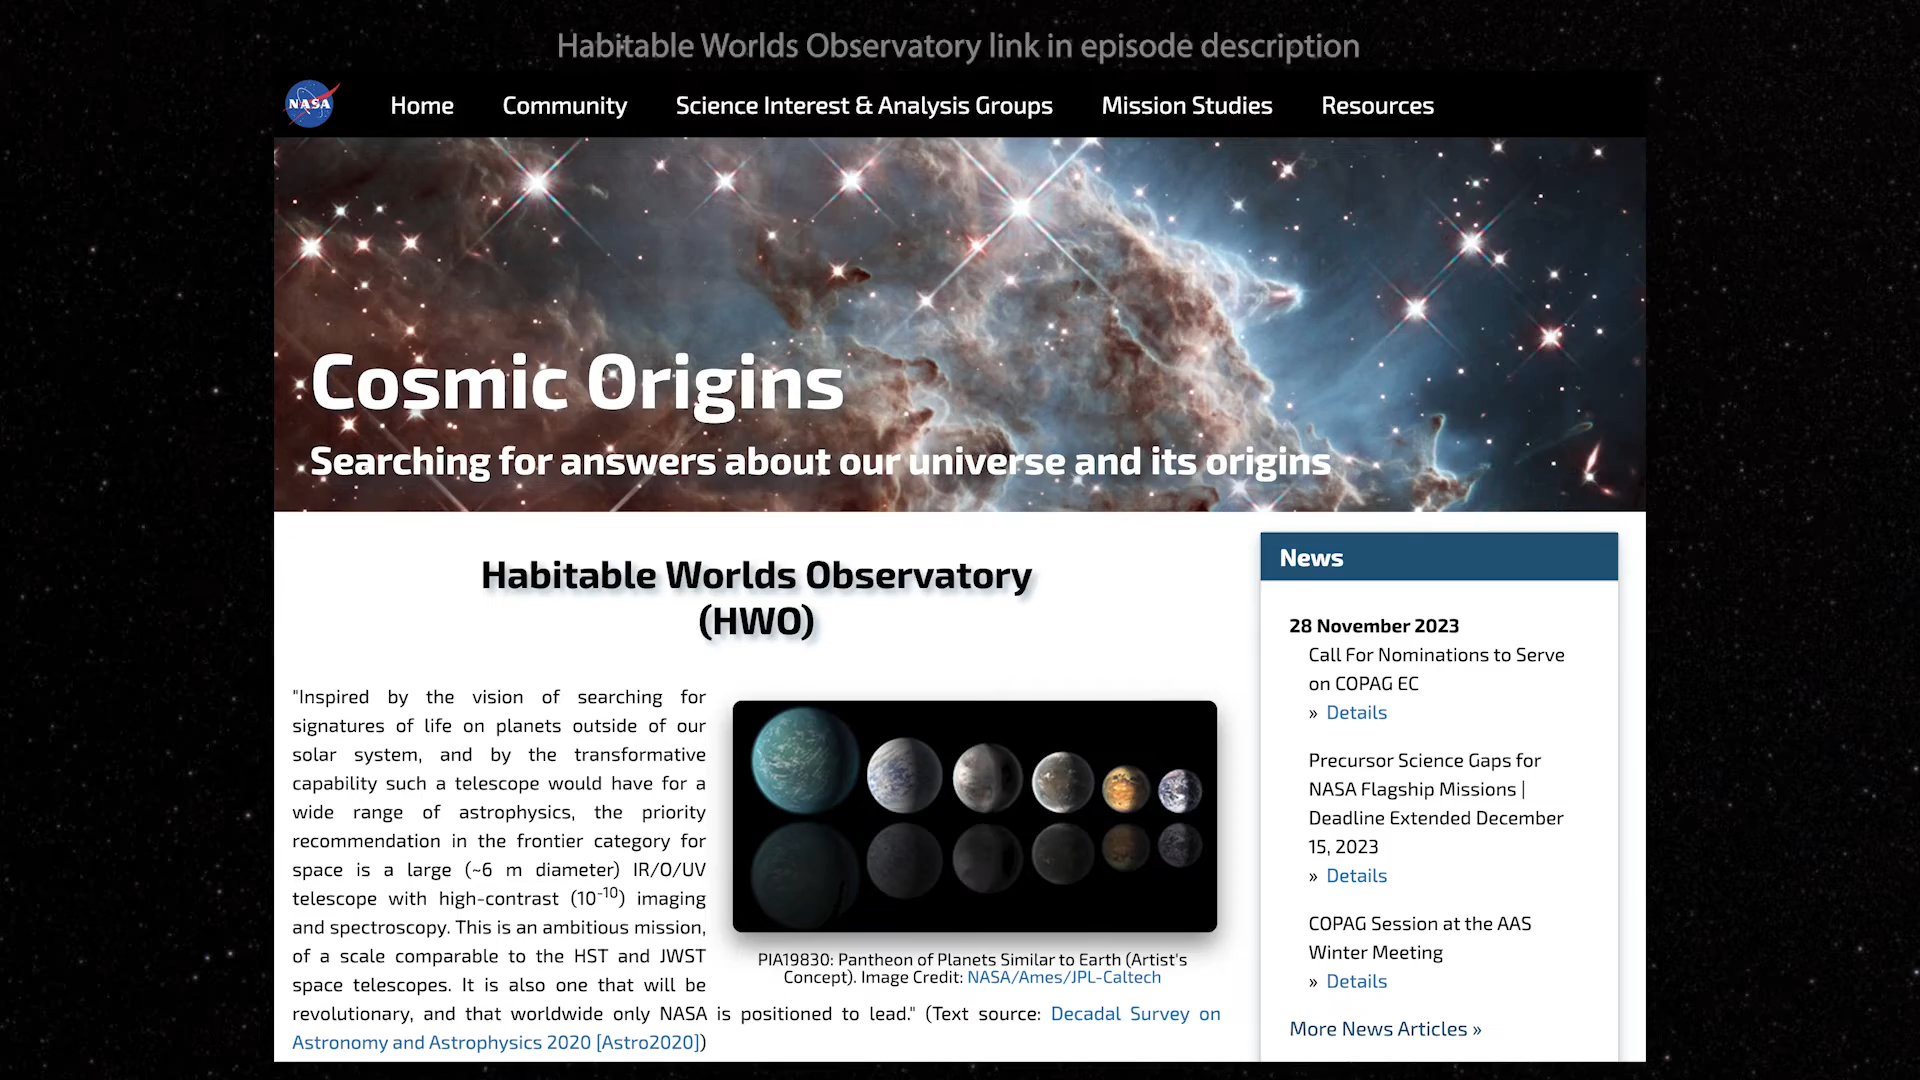 Habitable Worlds Observatory link in episode description
NASA
Home
Community
Science Interest & Analysis Groups
Mission Studies
Resources
Cosmic Origins
Searching for answers about our universe and its origins
Habitable Worlds Observatory
(HWO)
"Inspired by the vision of searching for
signatures of life on planets outside of our
solar system, and by the transformative
capability such a telescope would have for a
wide range of astrophysics, the priority
recommendation in the frontier category for
space is a large (~6 m diameter) IR/O/UV
telescope with high-contrast (10⁻¹⁰) imaging
and spectroscopy. This is an ambitious mission,
of a scale comparable to the HST and JWST
space telescopes. It is also one that will be
revolutionary, and that worldwide only NASA is positioned to lead." (Text source: Decadal Survey on
Astronomy and Astrophysics 2020 [Astro2020])
PIA19830: Pantheon of Planets Similar to Earth (Artist's
Concept). Image Credit: NASA/Ames/JPL-Caltech
News
28 November 2023
Call For Nominations to Serve
on COPAG EC
» Details
Precursor Science Gaps for
NASA Flagship Missions |
Deadline Extended December
15, 2023
» Details
COPAG Session at the AAS
Winter Meeting
» Details
More News Articles »